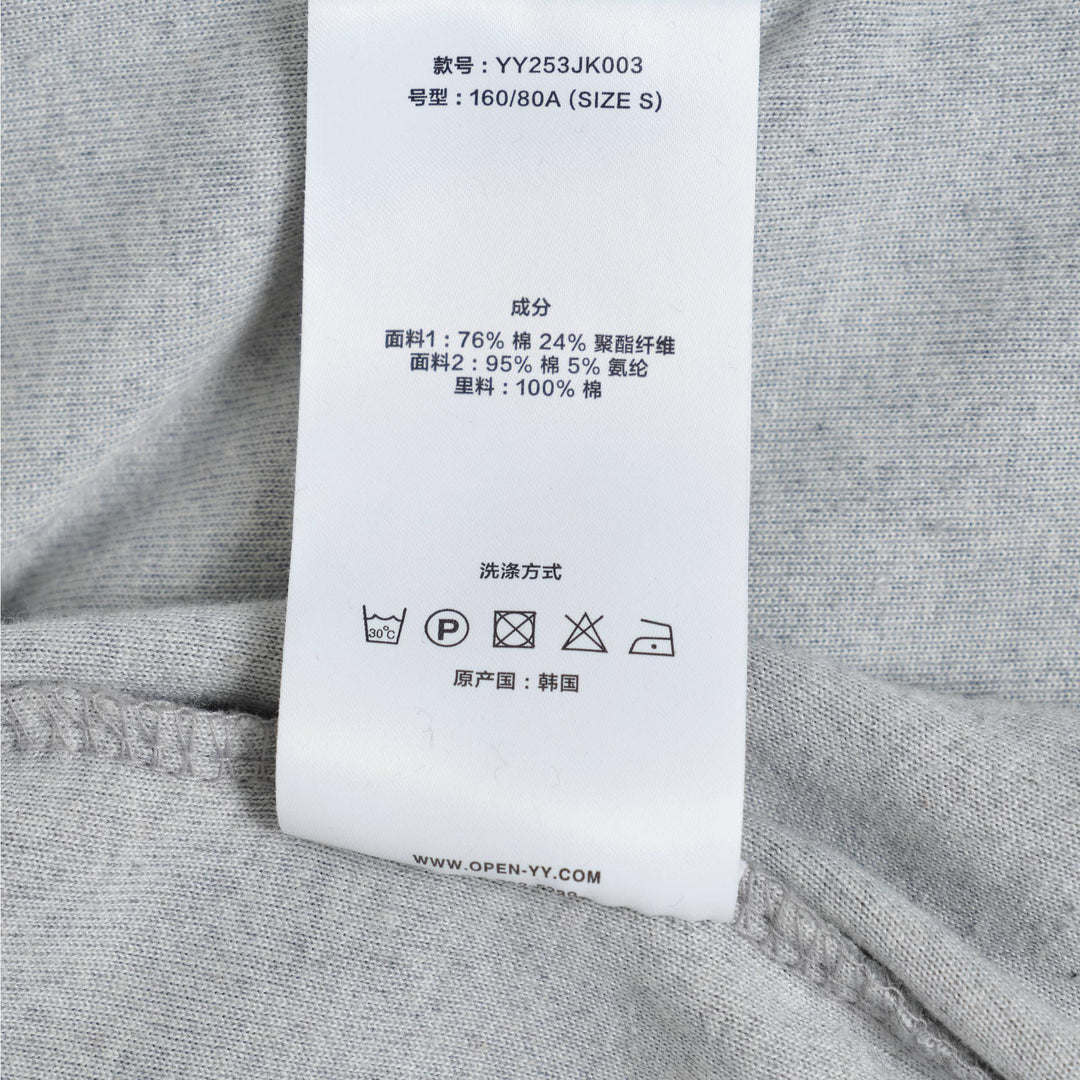 款号：YY253JK003
号型：160/80A (SIZE S)
成分
面料1：76% 棉 24% 聚酯纤维
面料2：95% 棉 5% 氨纶
里料：100% 棉
洗涤方式
30°C P
原产国：韩国
WWW.OPEN-YY.COM